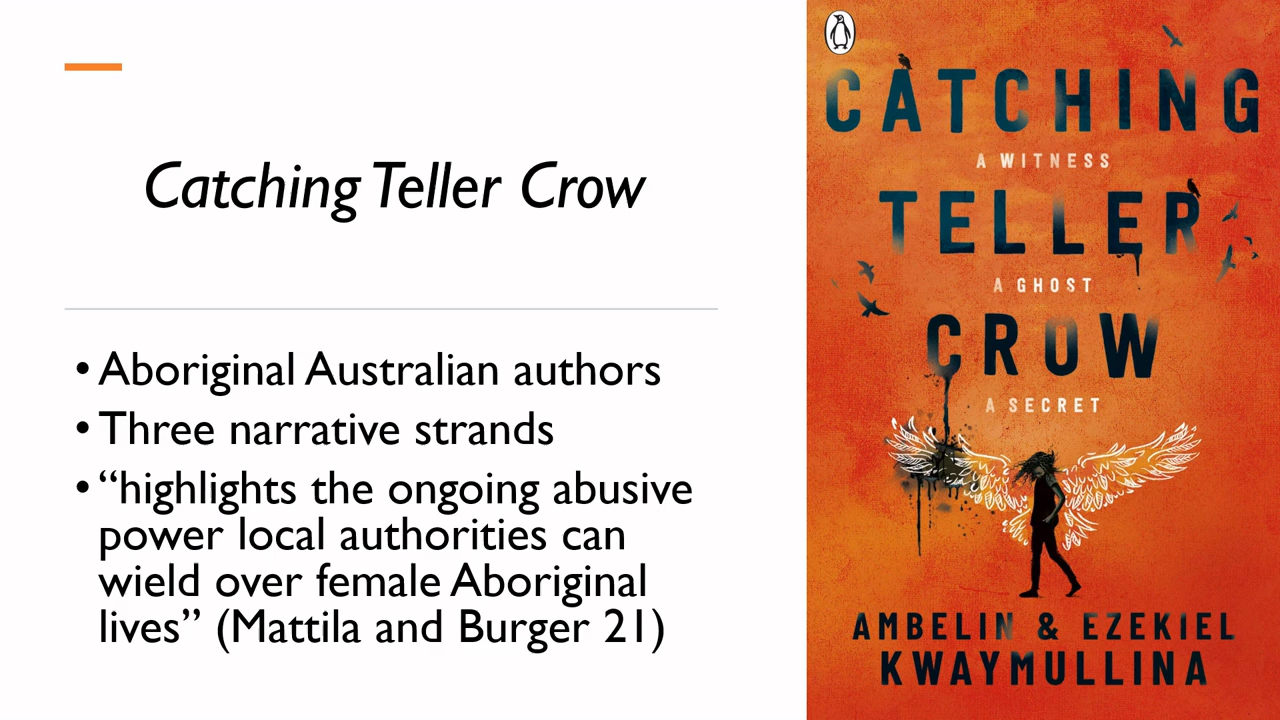 Catching Teller Crow
• Aboriginal Australian authors
• Three narrative strands
• “highlights the ongoing abusive
power local authorities can
wield over female Aboriginal
lives” (Mattila and Burger 21)
CATCHING
A WITNESS
TELLER
A GHOST
CROW
A SECRET
AMBELIN & EZEKIEL
KWAYMULLINA